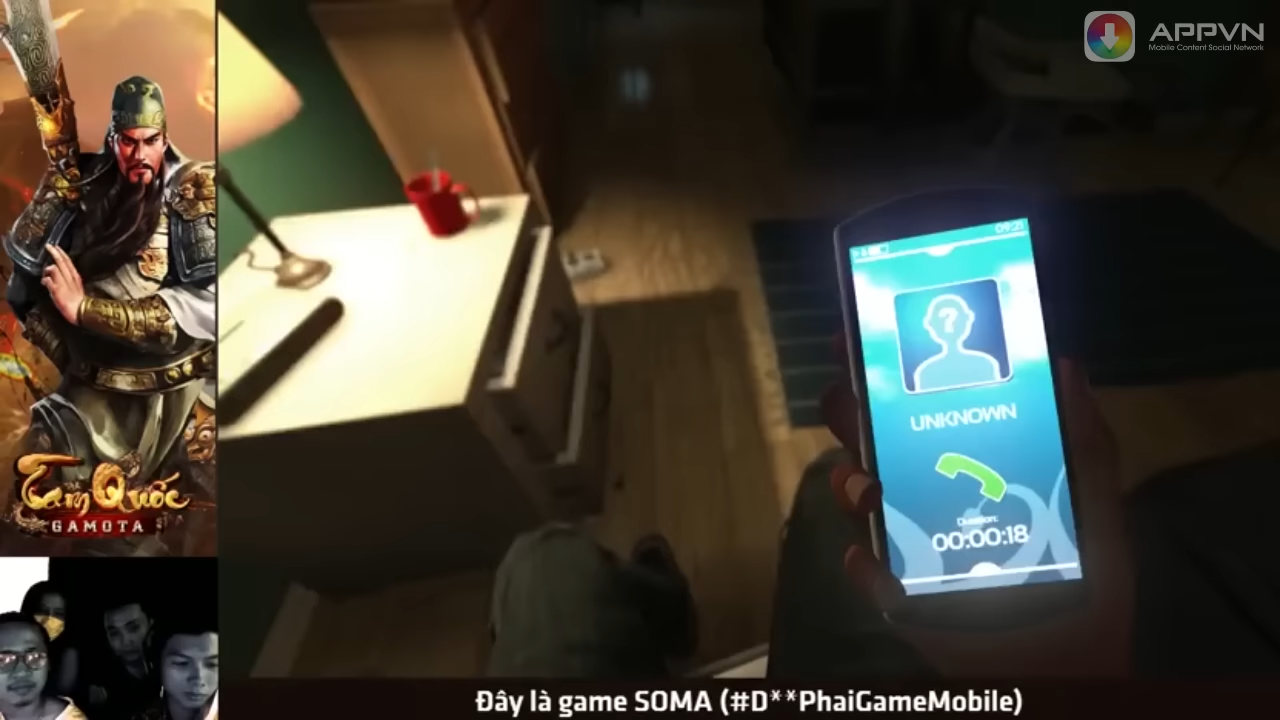 APPVN
Mobile Content Social Network
09:21
UNKNOWN
Duration:
00:00:18
Tam Quốc
GAMOTA
Đây là game SOMA (#D**PhaiGameMobile)